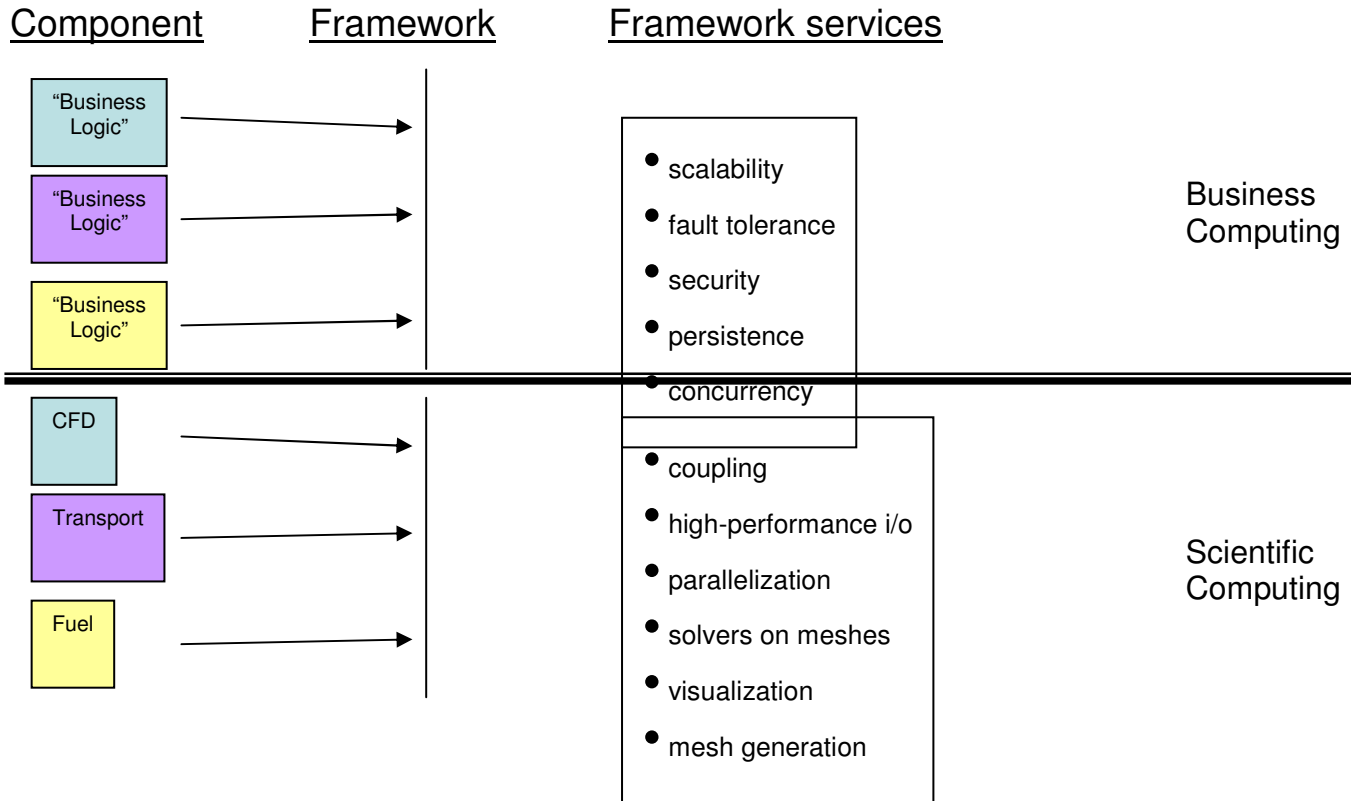 Component Framework Framework services
“Business
Logic”
“Business
Logic”
“Business
Logic”
• scalability
• fault tolerance
• security
• persistence
• concurrency
Business
Computing
CFD
Transport
Fuel
• coupling
• high-performance i/o
• parallelization
• solvers on meshes
• visualization
• mesh generation
Scientific
Computing